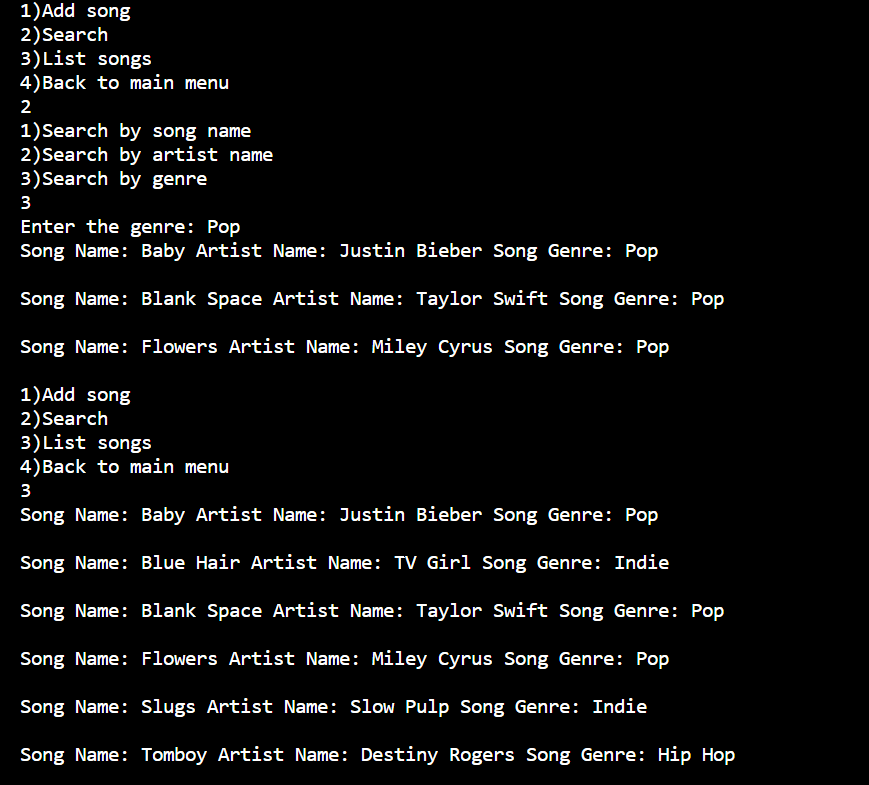 1)Add song
2)Search
3)List songs
4)Back to main menu
2
1)Search by song name
2)Search by artist name
3)Search by genre
3
Enter the genre: Pop
Song Name: Baby Artist Name: Justin Bieber Song Genre: Pop
Song Name: Blank Space Artist Name: Taylor Swift Song Genre: Pop
Song Name: Flowers Artist Name: Miley Cyrus Song Genre: Pop
1)Add song
2)Search
3)List songs
4)Back to main menu
3
Song Name: Baby Artist Name: Justin Bieber Song Genre: Pop
Song Name: Blue Hair Artist Name: TV Girl Song Genre: Indie
Song Name: Blank Space Artist Name: Taylor Swift Song Genre: Pop
Song Name: Flowers Artist Name: Miley Cyrus Song Genre: Pop
Song Name: Slugs Artist Name: Slow Pulp Song Genre: Indie
Song Name: Tomboy Artist Name: Destiny Rogers Song Genre: Hip Hop